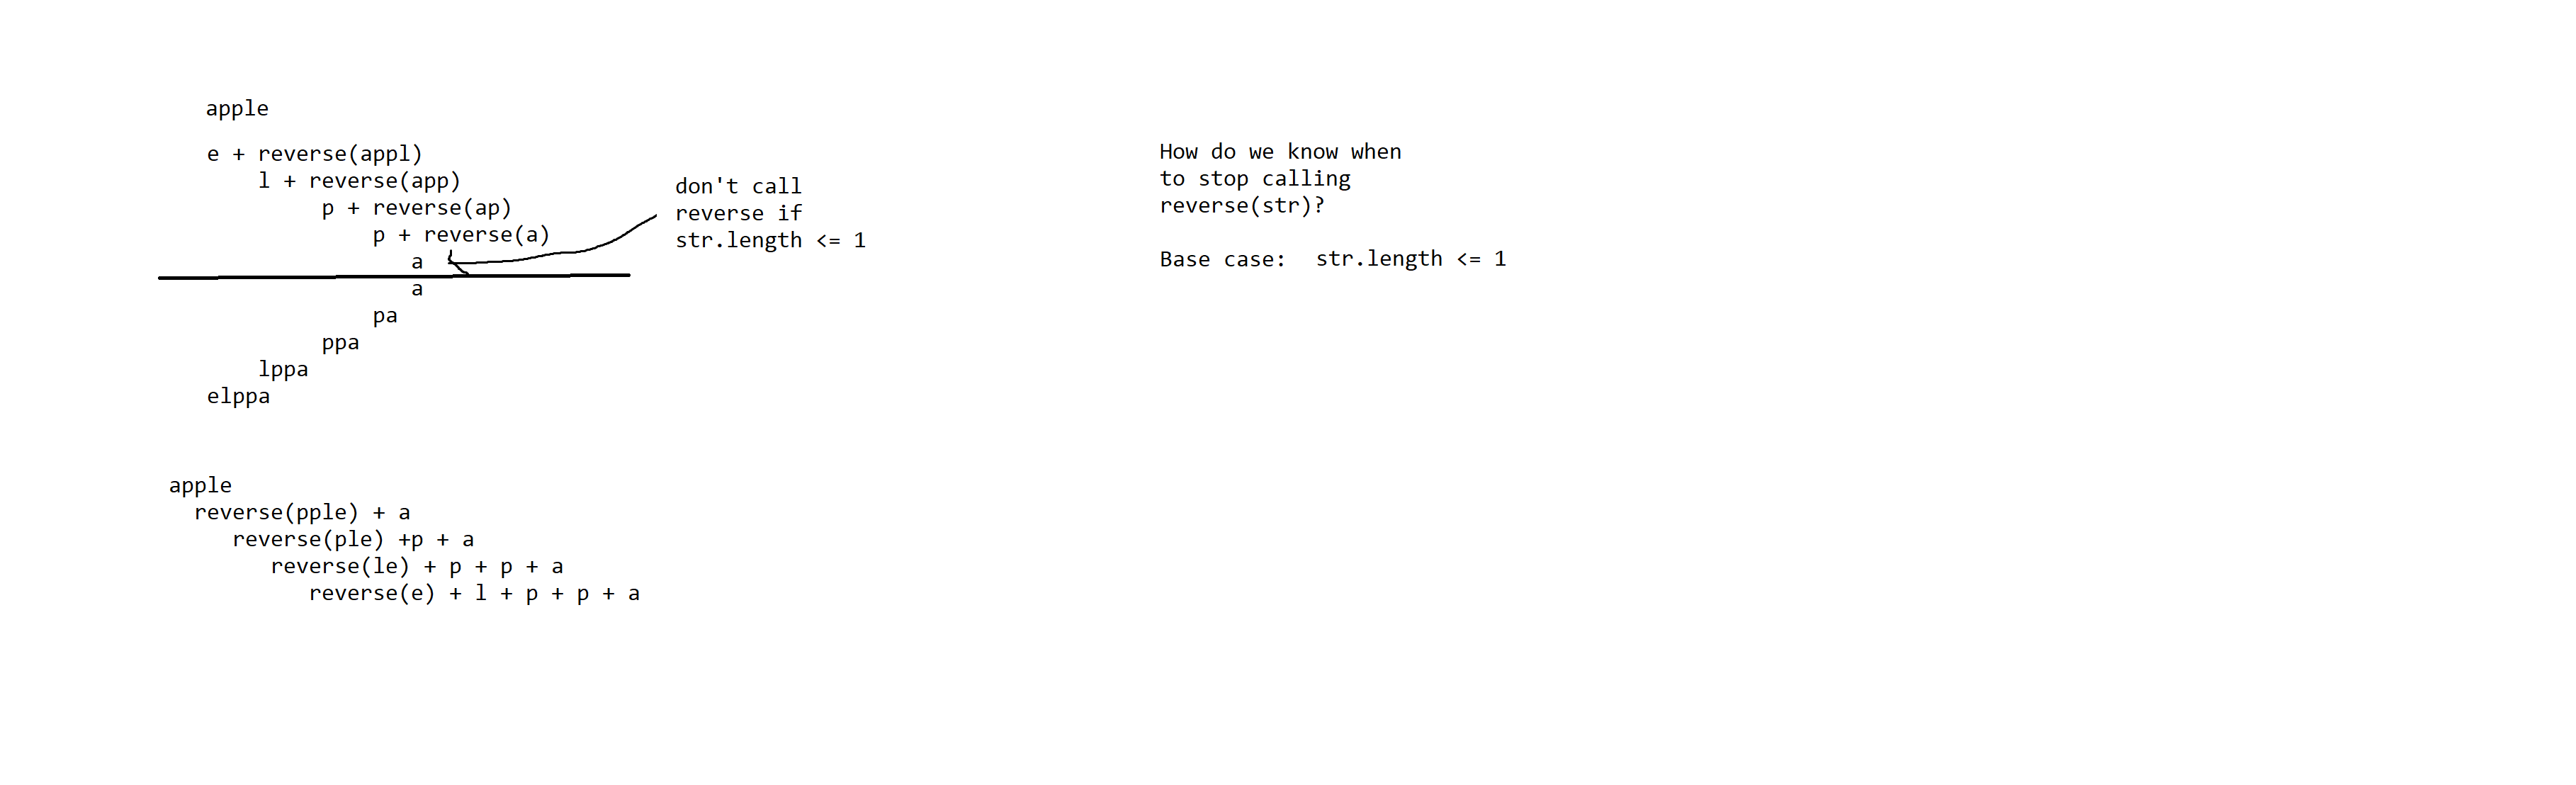 apple
e + reverse(appl)
l + reverse(app)
p + reverse(ap)
p + reverse(a)
a
a
pa
ppa
lppa
elppa
don't call
reverse if
str.length <= 1
How do we know when
to stop calling
reverse(str)?
Base case: str.length <= 1
apple
reverse(pple) + a
reverse(ple) +p + a
reverse(le) + p + p + a
reverse(e) + l + p + p + a